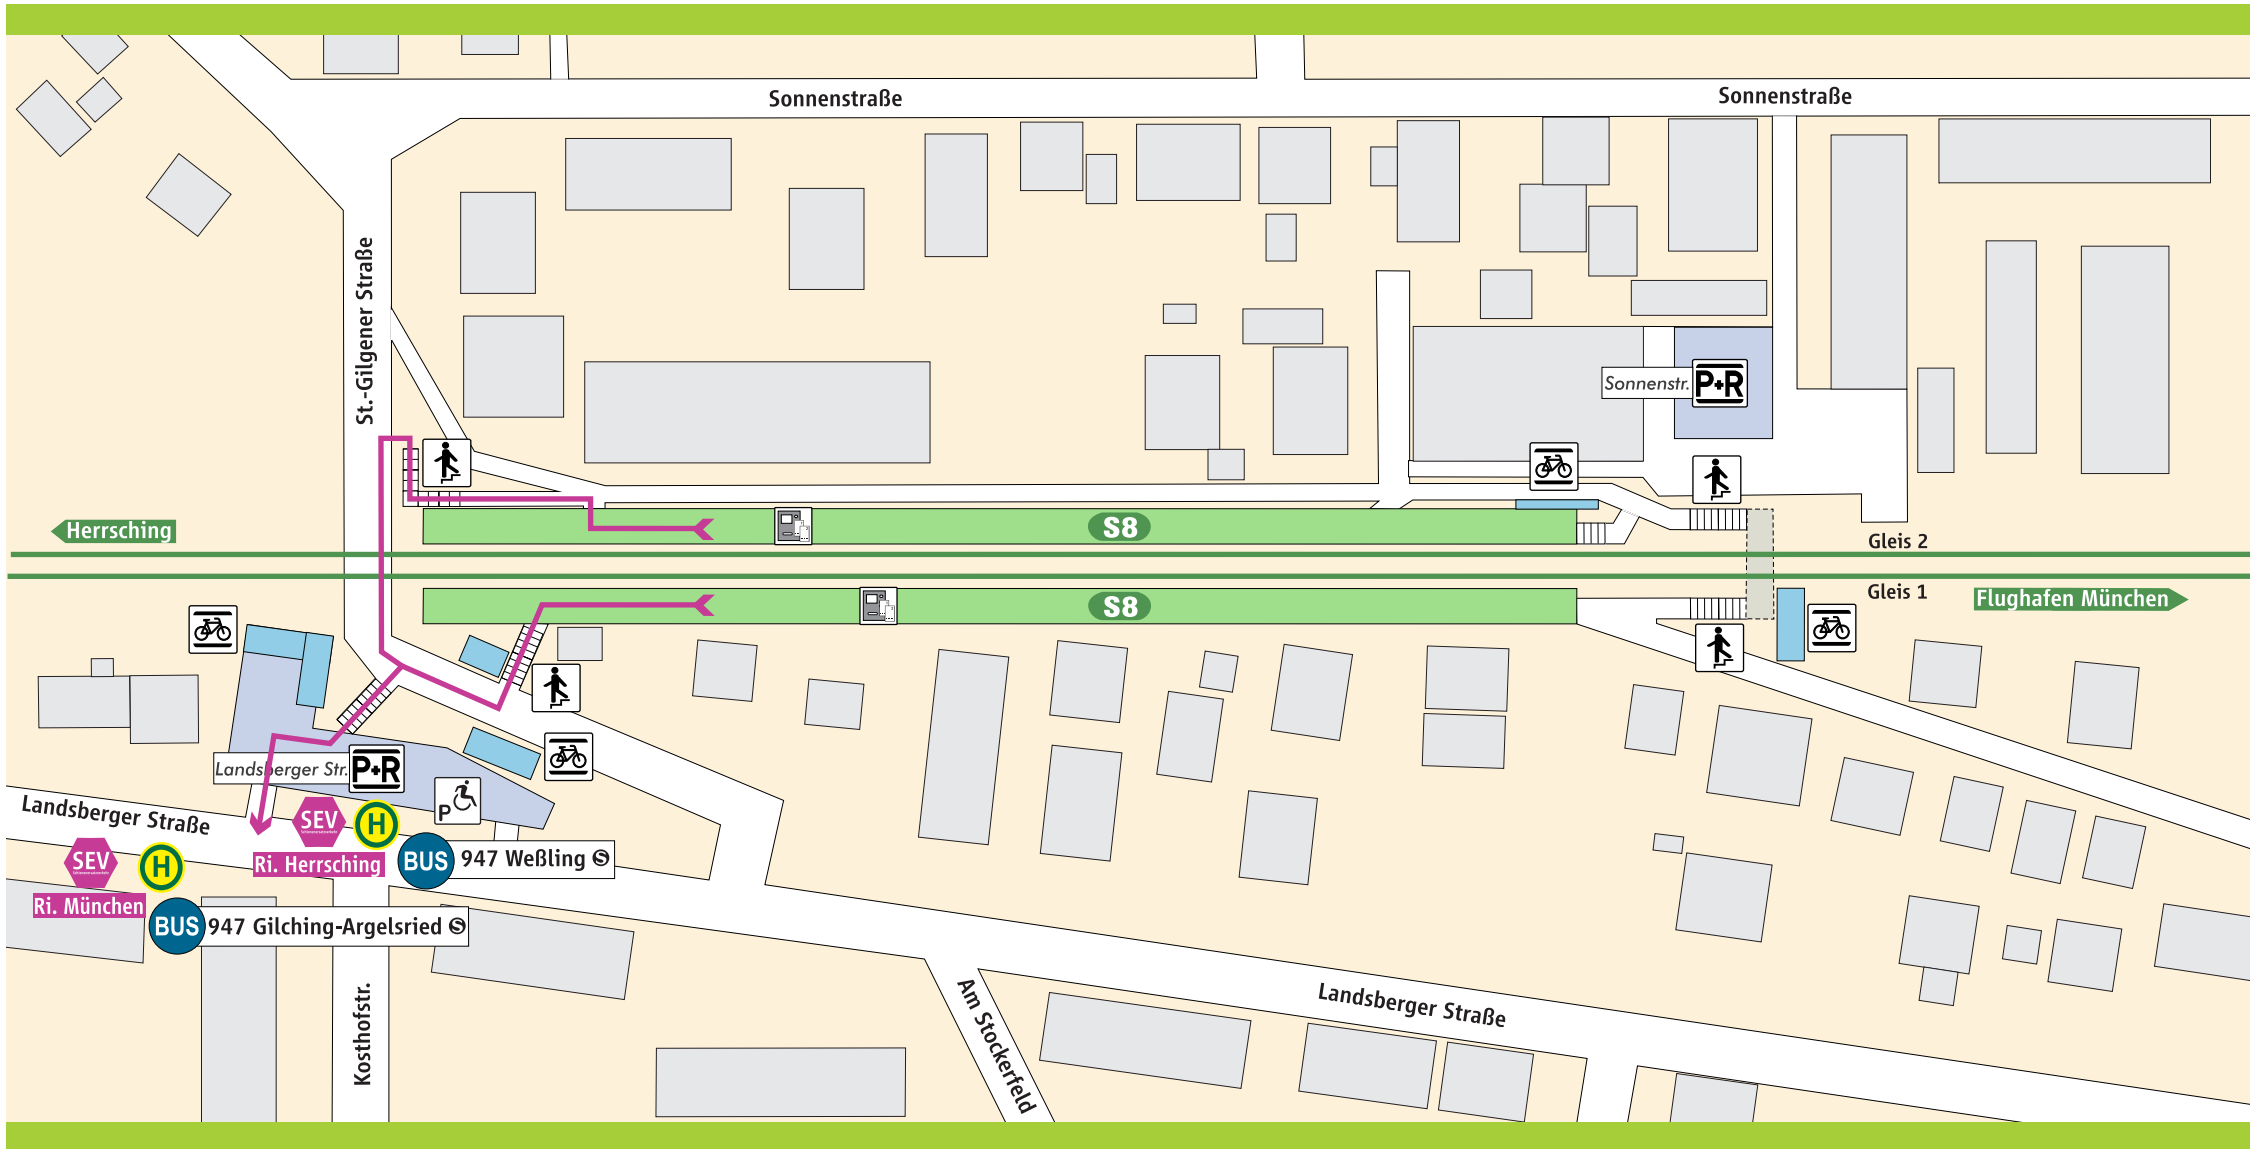 Sonnenstraße
Sonnenstraße
St.-Gilgener Straße
Sonnenstr.
P+R
Herrsching
S8
Gleis 2
S8
Gleis 1
Flughafen München
Landsberger Str.
P+R
P
Landsberger Straße
SEV
H
Ri. Herrsching
BUS
947 Weßling S
SEV
H
Ri. München
BUS
947 Gilching-Argelsried S
Kosthofstr.
Am Stockerfeld
Landsberger Straße